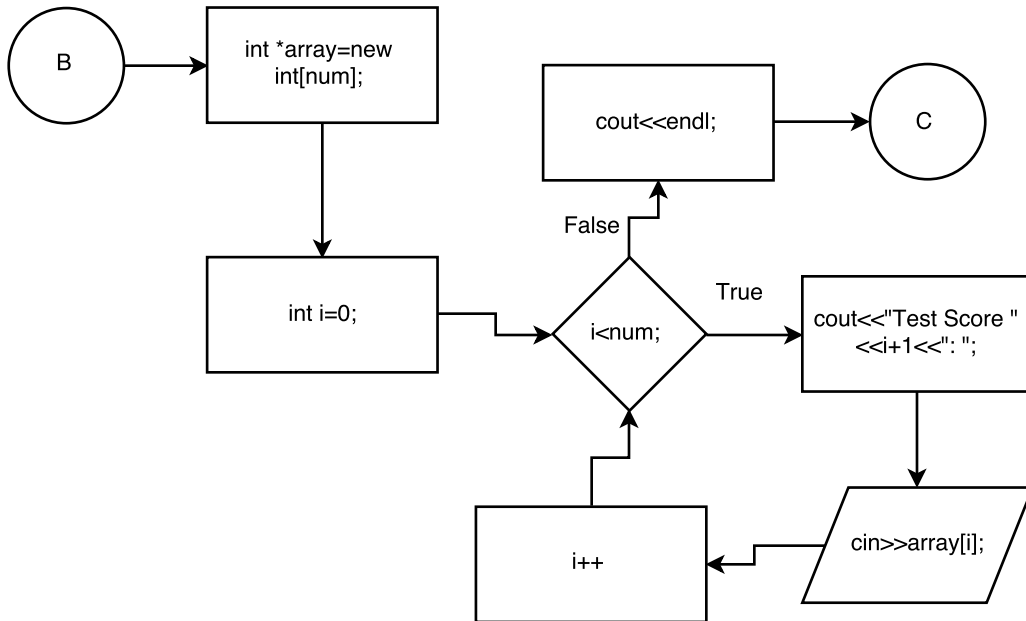 B
int *array=new
int[num];
cout<<endl;
C
False
int i=0;
i<num;
True
cout<<"Test Score "
<<i+1<<": ";
cin>>array[i];
i++